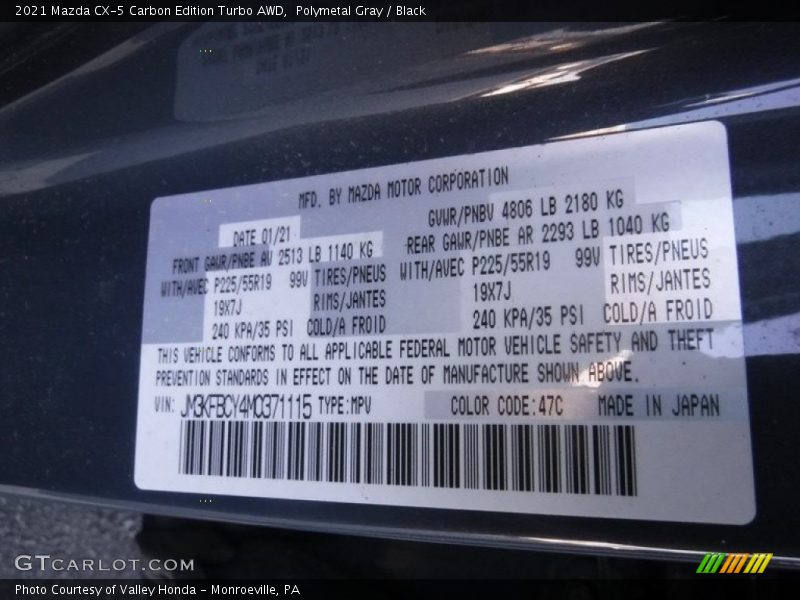 2021 Mazda CX-5 Carbon Edition Turbo AWD,  Polymetal Gray / Black
MFD. BY MAZDA MOTOR CORPORATION
DATE 01/21 GVWR/PNBV 4806 LB 2180 KG
FRONT GAWR/PNBE AV 2513 LB 1140 KG REAR GAWR/PNBE AR 2293 LB 1040 KG
WITH/AVEC P225/55R19 99V TIRES/PNEUS WITH/AVEC P225/55R19 99V TIRES/PNEUS
19X7J RIMS/JANTES 19X7J RIMS/JANTES
240 KPA/35 PSI COLD/A FROID 240 KPA/35 PSI COLD/A FROID
THIS VEHICLE CONFORMS TO ALL APPLICABLE FEDERAL MOTOR VEHICLE SAFETY AND THEFT
PREVENTION STANDARDS IN EFFECT ON THE DATE OF MANUFACTURE SHOWN ABOVE.
VIN: JM3KFBCY4M0371115 TYPE:MPV COLOR CODE:47C MADE IN JAPAN
GTCARLOT.COM
Photo Courtesy of Valley Honda - Monroeville, PA